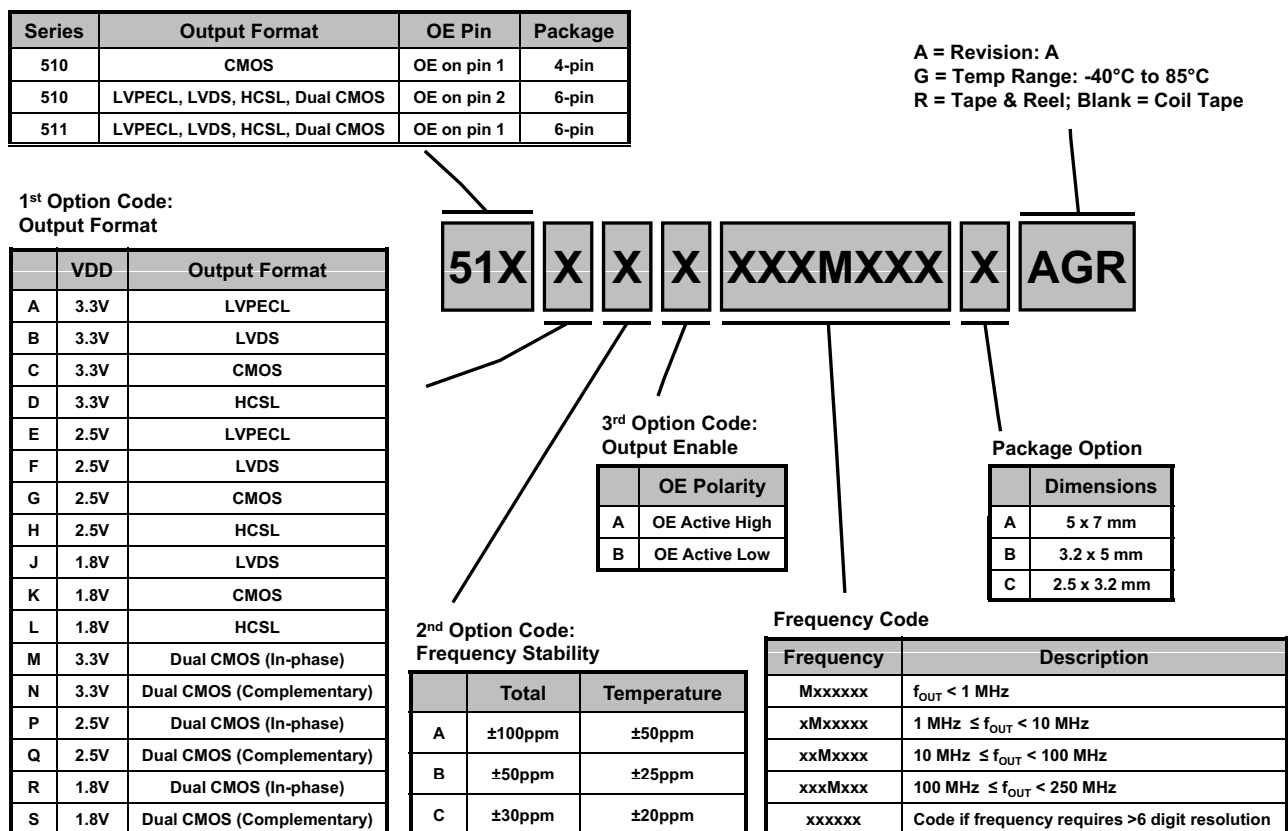 Series Output Format OE Pin Package
510 CMOS OE on pin 1 4-pin
510 LVPECL, LVDS, HCSL, Dual CMOS OE on pin 2 6-pin
511 LVPECL, LVDS, HCSL, Dual CMOS OE on pin 1 6-pin
A = Revision: A
G = Temp Range: -40°C to 85°C
R = Tape & Reel; Blank = Coil Tape
51X X X X XXXMXXX X AGR
1st Option Code:
Output Format
VDD Output Format
A 3.3V LVPECL
B 3.3V LVDS
C 3.3V CMOS
D 3.3V HCSL
E 2.5V LVPECL
F 2.5V LVDS
G 2.5V CMOS
H 2.5V HCSL
J 1.8V LVDS
K 1.8V CMOS
L 1.8V HCSL
M 3.3V Dual CMOS (In-phase)
N 3.3V Dual CMOS (Complementary)
P 2.5V Dual CMOS (In-phase)
Q 2.5V Dual CMOS (Complementary)
R 1.8V Dual CMOS (In-phase)
S 1.8V Dual CMOS (Complementary)
2nd Option Code:
Frequency Stability
Total Temperature
A ±100ppm ±50ppm
B ±50ppm ±25ppm
C ±30ppm ±20ppm
3rd Option Code:
Output Enable
OE Polarity
A OE Active High
B OE Active Low
Package Option
Dimensions
A 5 x 7 mm
B 3.2 x 5 mm
C 2.5 x 3.2 mm
Frequency Code
Frequency Description
Mxxxxxx fOUT < 1 MHz
xMxxxxx 1 MHz ≤ fOUT < 10 MHz
xxMxxxx 10 MHz ≤ fOUT < 100 MHz
xxxMxxx 100 MHz ≤ fOUT < 250 MHz
xxxxxx Code if frequency requires >6 digit resolution